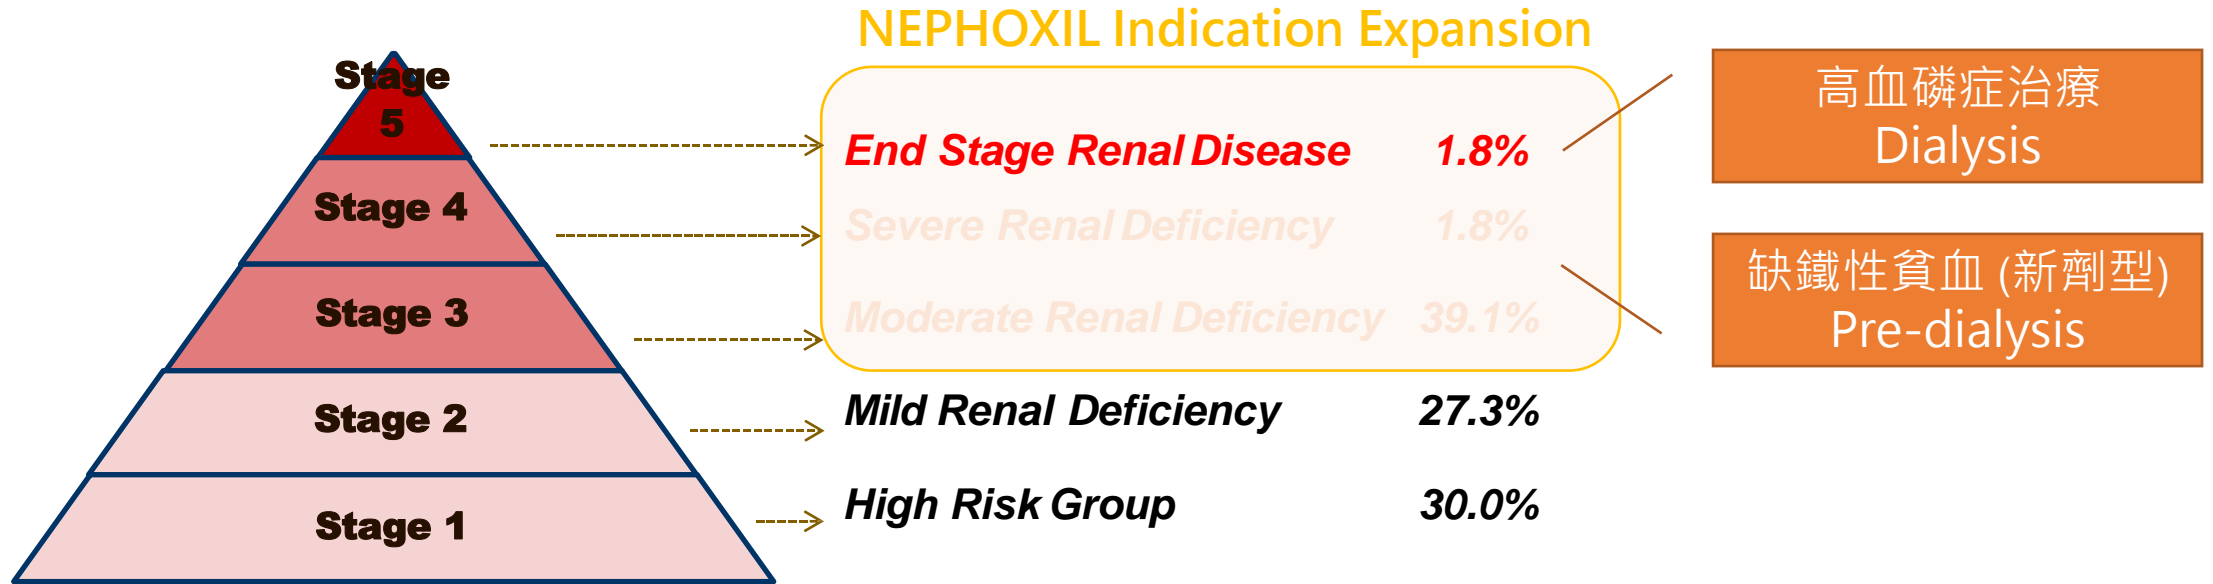 NEPHOXIL Indication Expansion
Stage
5
Stage 4
Stage 3
Stage 2
Stage 1
End Stage Renal Disease 1.8%
Severe Renal Deficiency 1.8%
Moderate Renal Deficiency 39.1%
Mild Renal Deficiency 27.3%
High Risk Group 30.0%
高血磷症治療
Dialysis
缺鐵性貧血 (新劑型)
Pre-dialysis